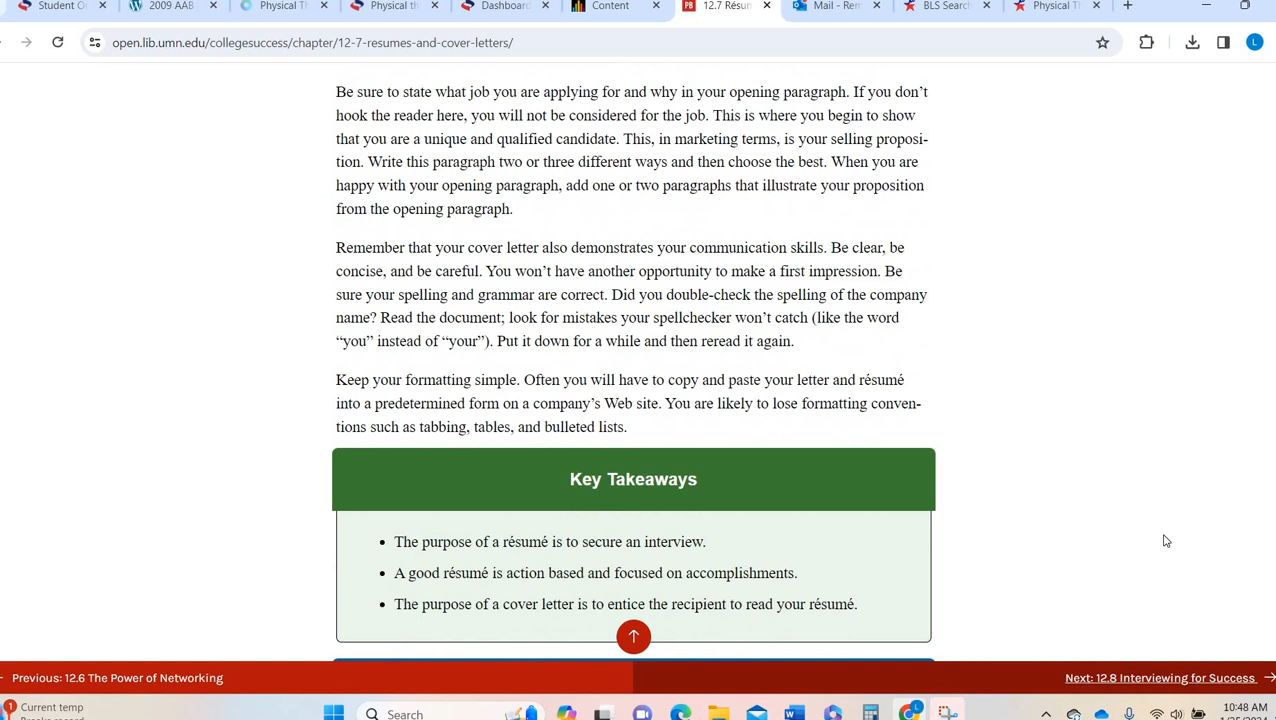 Student O
2009 AAB
Physical Th
Physical th
Dashboard
Content
PB
12.7 Résun
Mail - Rem
BLS Search
Physical Th
open.lib.umn.edu/collegesuccess/chapter/12-7-resumes-and-cover-letters/
L
Be sure to state what job you are applying for and why in your opening paragraph. If you don’t
hook the reader here, you will not be considered for the job. This is where you begin to show
that you are a unique and qualified candidate. This, in marketing terms, is your selling proposi-
tion. Write this paragraph two or three different ways and then choose the best. When you are
happy with your opening paragraph, add one or two paragraphs that illustrate your proposition
from the opening paragraph.
Remember that your cover letter also demonstrates your communication skills. Be clear, be
concise, and be careful. You won’t have another opportunity to make a first impression. Be
sure your spelling and grammar are correct. Did you double-check the spelling of the company
name? Read the document; look for mistakes your spellchecker won’t catch (like the word
“you” instead of “your”). Put it down for a while and then reread it again.
Keep your formatting simple. Often you will have to copy and paste your letter and résumé
into a predetermined form on a company’s Web site. You are likely to lose formatting conven-
tions such as tabbing, tables, and bulleted lists.
Key Takeaways
• The purpose of a résumé is to secure an interview.
• A good résumé is action based and focused on accomplishments.
• The purpose of a cover letter is to entice the recipient to read your résumé.
Previous: 12.6 The Power of Networking
Next: 12.8 Interviewing for Success
1
Current temp
Search
L
10:48 AM